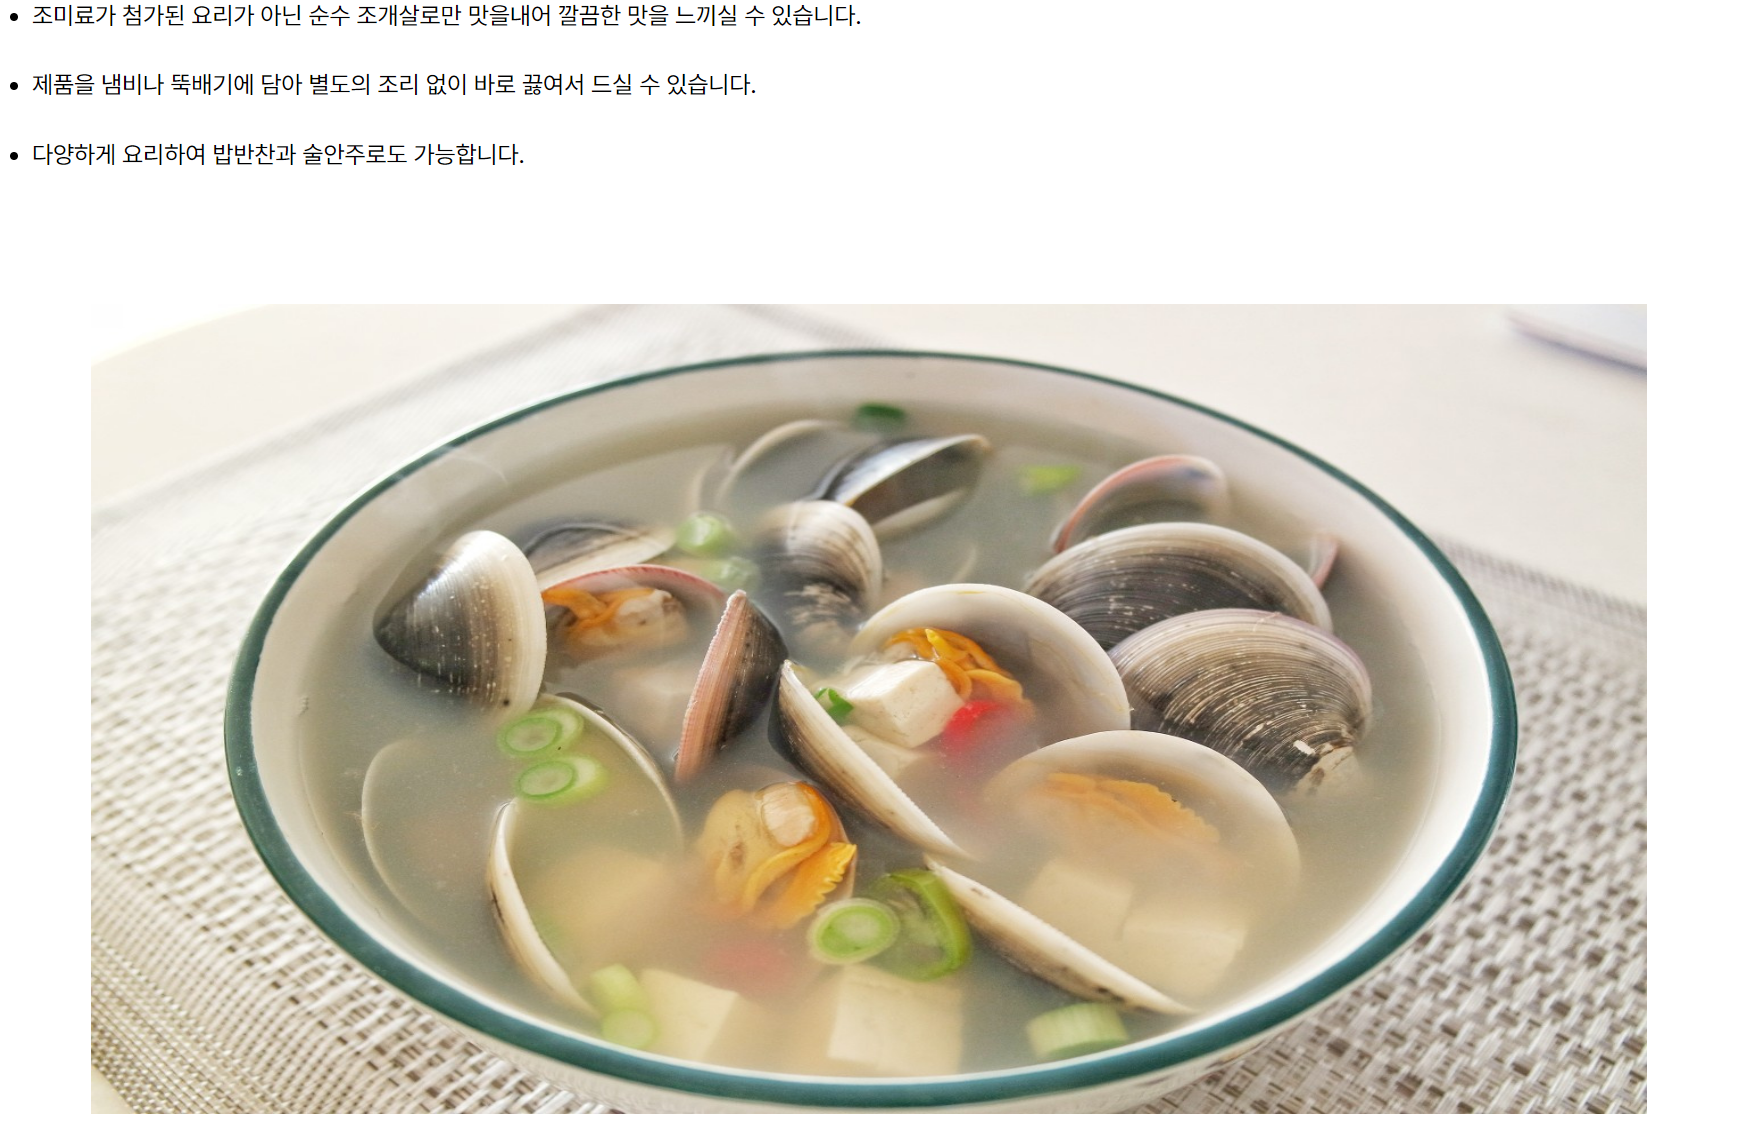 조미료가 첨가된 요리가 아닌 순수 조개살로만 맛을내어 깔끔한 맛을 느끼실 수 있습니다.
제품을 냄비나 뚝배기에 담아 별도의 조리 없이 바로 끓여서 드실 수 있습니다.
다양하게 요리하여 밥반찬과 술안주로도 가능합니다.